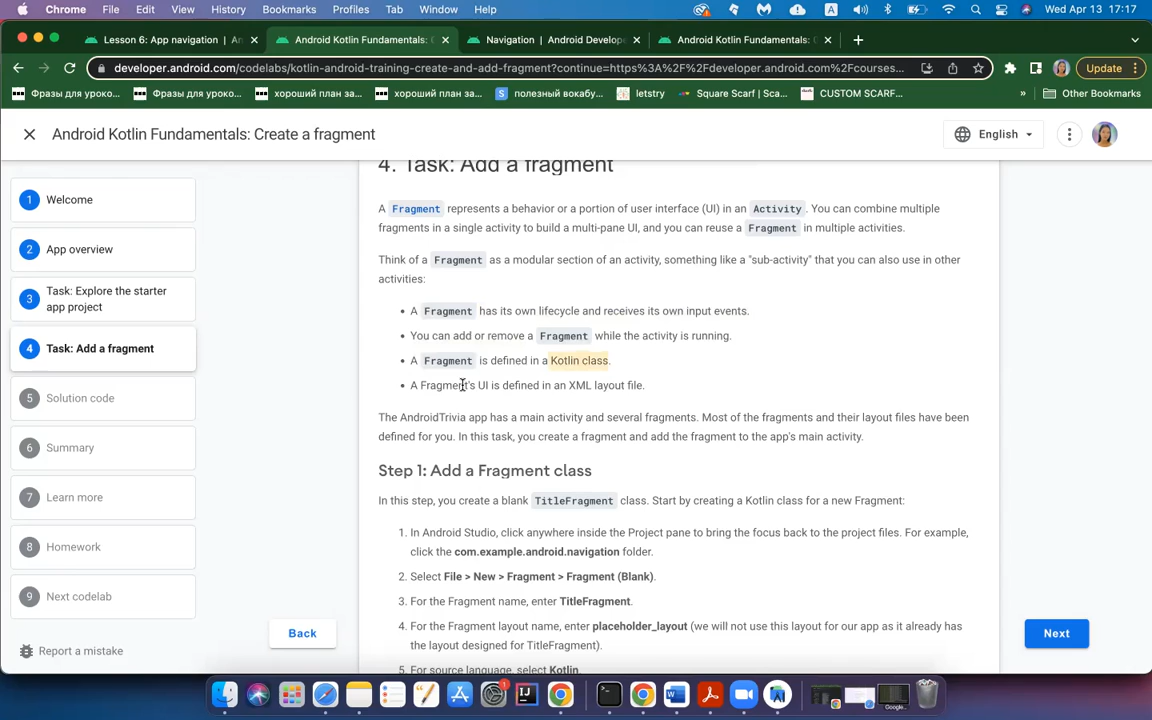 Chrome File Edit View History Bookmarks Profiles Tab Window Help A Wed Apr 13 17:17
Lesson 6: App navigation | An
Android Kotlin Fundamentals: C
Navigation | Android Develope
Android Kotlin Fundamentals: C
developer.android.com/codelabs/kotlin-android-training-create-and-add-fragment?continue=https%3A%2F%2Fdeveloper.android.com%2Fcourses...
Update
Фразы для уроко...
Фразы для уроко...
хороший план за...
хороший план за...
полезный вокабу...
letstry
Square Scarf | Sca...
CUSTOM SCARF...
»
Other Bookmarks
Android Kotlin Fundamentals: Create a fragment
English
1 Welcome
2 App overview
3 Task: Explore the starter
app project
4 Task: Add a fragment
5 Solution code
6 Summary
7 Learn more
8 Homework
9 Next codelab
Report a mistake
4. Task: Add a fragment
A Fragment represents a behavior or a portion of user interface (UI) in an Activity. You can combine multiple
fragments in a single activity to build a multi-pane UI, and you can reuse a Fragment in multiple activities.
Think of a Fragment as a modular section of an activity, something like a "sub-activity" that you can also use in other
activities:
• A Fragment has its own lifecycle and receives its own input events.
• You can add or remove a Fragment while the activity is running.
• A Fragment is defined in a Kotlin class.
• A Fragment's UI is defined in an XML layout file.
The AndroidTrivia app has a main activity and several fragments. Most of the fragments and their layout files have been
defined for you. In this task, you create a fragment and add the fragment to the app's main activity.
Step 1: Add a Fragment class
In this step, you create a blank TitleFragment class. Start by creating a Kotlin class for a new Fragment:
1. In Android Studio, click anywhere inside the Project pane to bring the focus back to the project files. For example,
click the com.example.android.navigation folder.
2. Select File > New > Fragment > Fragment (Blank).
3. For the Fragment name, enter TitleFragment.
4. For the Fragment layout name, enter placeholder_layout (we will not use this layout for our app as it already has
the layout designed for TitleFragment).
5. For source language, select Kotlin
Back
Next
1
Google..